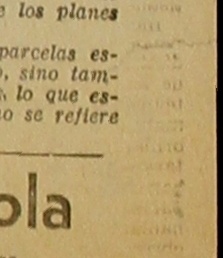 los planes
parcelas es-
, sino tam-
, lo que es-
o se refiere
ola